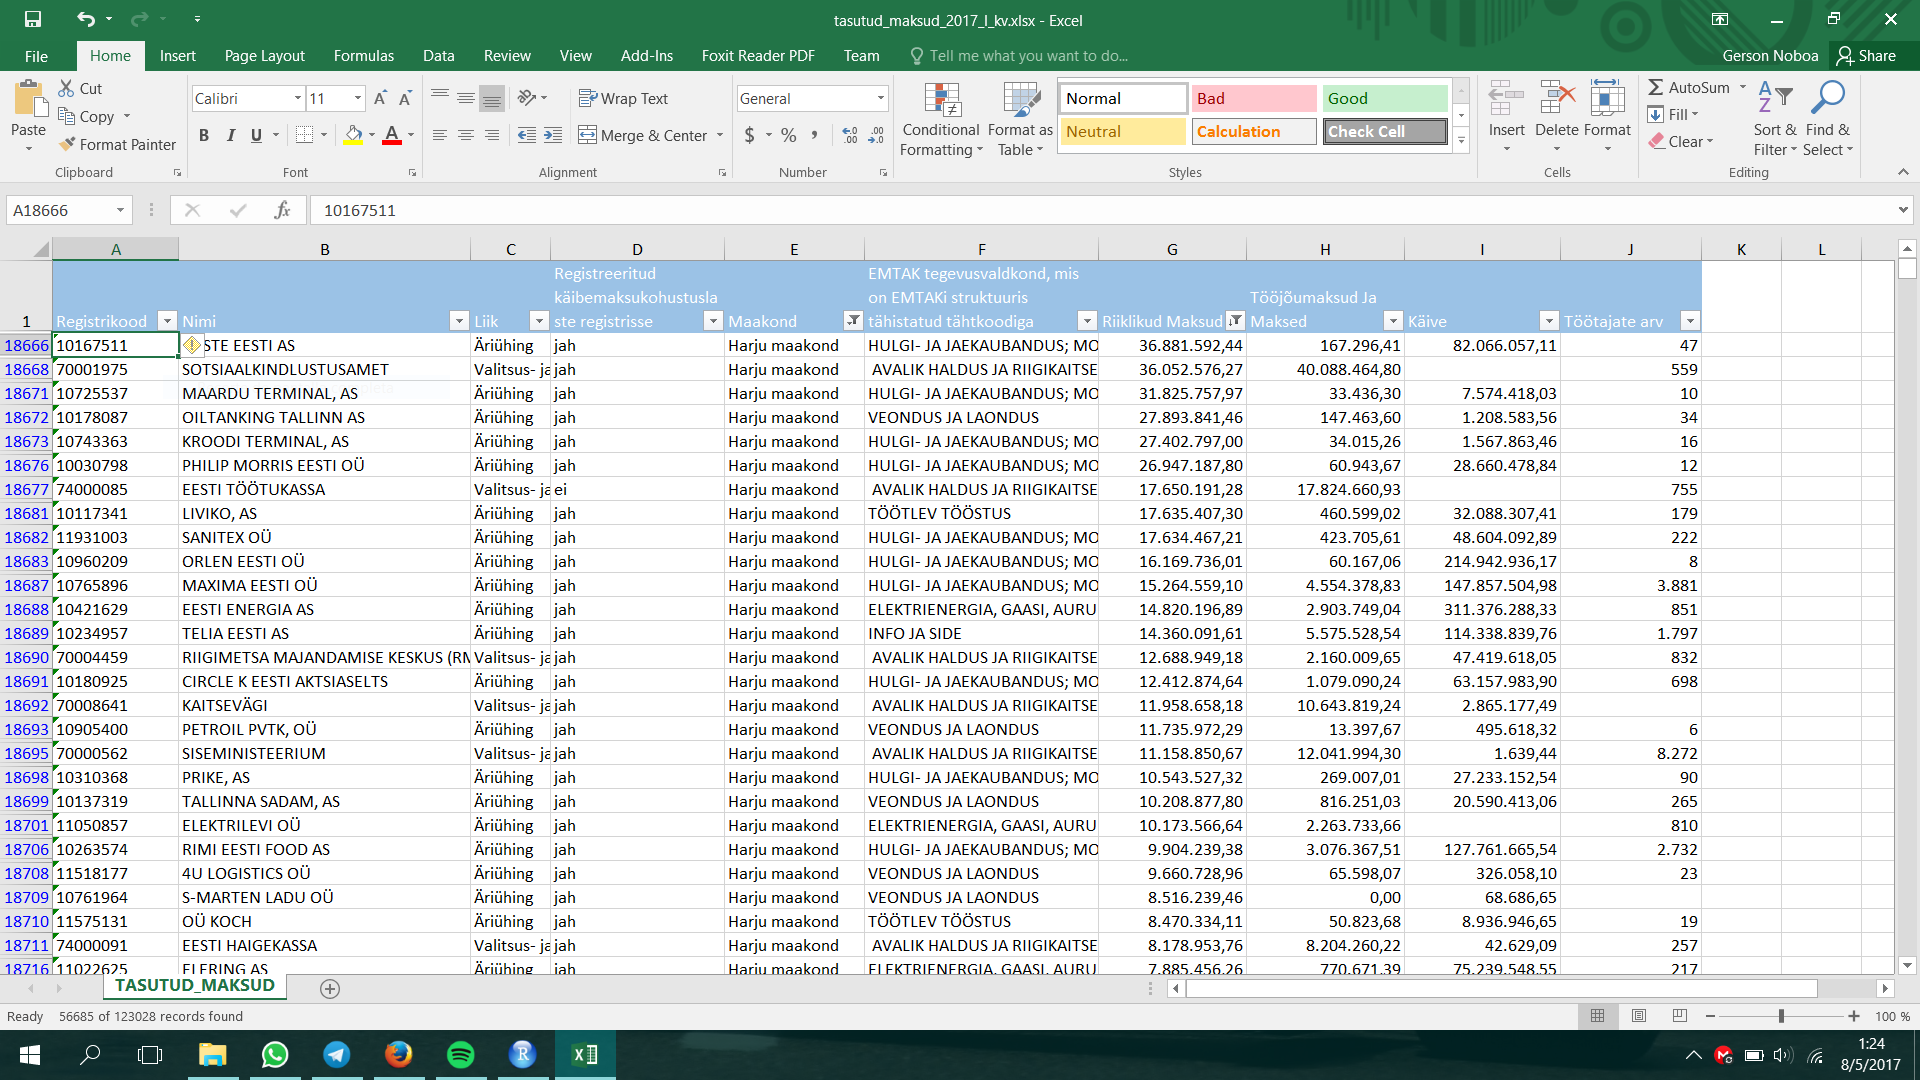 tasutud_maksud_2017_I_kv.xlsx - Excel
File Home Insert Page Layout Formulas Data Review View Add-Ins Foxit Reader PDF Team Tell me what you want to do... Gerson Noboa Share
Paste Cut Copy Format Painter Clipboard
Calibri 11 B I U A Font
Wrap Text Merge & Center Alignment
General $ % , Number
Conditional Formatting Format as Table
Normal Bad Good
Neutral Calculation Check Cell
Styles
Insert Delete Format Cells
AutoSum Fill Clear Sort & Filter Find & Select Editing
A18666 fx 10167511
A B C D E F G H I J K L
1 Registrikood Nimi Liik Registreeritud käibemaksukohustuslaste registrisse Maakond EMTAK tegevusvaldkond, mis on EMTAKi struktuuris tähistatud tähtkoodiga Riiklikud Maksud Tööjõumaksud Ja Maksed Käive Töötajate arv
18666 10167511 STE EESTI AS Äriühing jah Harju maakond HULGI- JA JAEKAUBANDUS; MO 36.881.592,44 167.296,41 82.066.057,11 47
18668 70001975 SOTSIAALKINDLUSTUSAMET Valitsus- ja jah Harju maakond AVALIK HALDUS JA RIIGIKAITSE 36.052.576,27 40.088.464,80 559
18671 10725537 MAARDU TERMINAL, AS Äriühing jah Harju maakond HULGI- JA JAEKAUBANDUS; MO 31.825.757,97 33.436,30 7.574.418,03 10
18672 10178087 OILTANKING TALLINN AS Äriühing jah Harju maakond VEONDUS JA LAONDUS 27.893.841,46 147.463,60 1.208.583,56 34
18673 10743363 KROODI TERMINAL, AS Äriühing jah Harju maakond HULGI- JA JAEKAUBANDUS; MO 27.402.797,00 34.015,26 1.567.863,46 16
18676 10030798 PHILIP MORRIS EESTI OÜ Äriühing jah Harju maakond HULGI- JA JAEKAUBANDUS; MO 26.947.187,80 60.943,67 28.660.478,84 12
18677 74000085 EESTI TÖÖTUKASSA Valitsus- ja ei Harju maakond AVALIK HALDUS JA RIIGIKAITSE 17.650.191,28 17.824.660,93 755
18681 10117341 LIVIKO, AS Äriühing jah Harju maakond TÖÖTLEV TÖÖSTUS 17.635.407,30 460.599,02 32.088.307,41 179
18682 11931003 SANITEX OÜ Äriühing jah Harju maakond HULGI- JA JAEKAUBANDUS; MO 17.634.467,21 423.705,61 48.604.092,89 222
18683 10960209 ORLEN EESTI OÜ Äriühing jah Harju maakond HULGI- JA JAEKAUBANDUS; MO 16.169.736,01 60.167,06 214.942.936,17 8
18687 10765896 MAXIMA EESTI OÜ Äriühing jah Harju maakond HULGI- JA JAEKAUBANDUS; MO 15.264.559,10 4.554.378,83 147.857.504,98 3.881
18688 10421629 EESTI ENERGIA AS Äriühing jah Harju maakond ELEKTRIENERGIA, GAASI, AURU 14.820.196,89 2.903.749,04 311.376.288,33 851
18689 10234957 TELIA EESTI AS Äriühing jah Harju maakond INFO JA SIDE 14.360.091,61 5.575.528,54 114.338.839,76 1.797
18690 70004459 RIIGIMETSA MAJANDAMISE KESKUS (RM Valitsus- ja jah Harju maakond AVALIK HALDUS JA RIIGIKAITSE 12.688.949,18 2.160.009,65 47.419.618,05 832
18691 10180925 CIRCLE K EESTI AKTSIASELTS Äriühing jah Harju maakond HULGI- JA JAEKAUBANDUS; MO 12.412.874,64 1.079.090,24 63.157.983,90 698
18692 70008641 KAITSEVÄGI Valitsus- ja jah Harju maakond AVALIK HALDUS JA RIIGIKAITSE 11.958.658,18 10.643.819,24 2.865.177,49
18693 10905400 PETROIL PVTK, OÜ Äriühing jah Harju maakond VEONDUS JA LAONDUS 11.735.972,29 13.397,67 495.618,32 6
18695 70000562 SISEMINISTEERIUM Valitsus- ja jah Harju maakond AVALIK HALDUS JA RIIGIKAITSE 11.158.850,67 12.041.994,30 1.639,44 8.272
18698 10310368 PRIKE, AS Äriühing jah Harju maakond HULGI- JA JAEKAUBANDUS; MO 10.543.527,32 269.007,01 27.233.152,54 90
18699 10137319 TALLINNA SADAM, AS Äriühing jah Harju maakond VEONDUS JA LAONDUS 10.208.877,80 816.251,03 20.590.413,06 265
18701 11050857 ELEKTRILEVI OÜ Äriühing jah Harju maakond ELEKTRIENERGIA, GAASI, AURU 10.173.566,64 2.263.733,66 810
18706 10263574 RIMI EESTI FOOD AS Äriühing jah Harju maakond HULGI- JA JAEKAUBANDUS; MO 9.904.239,38 3.076.367,51 127.761.665,54 2.732
18708 11518177 4U LOGISTICS OÜ Äriühing jah Harju maakond VEONDUS JA LAONDUS 9.660.728,96 65.598,07 326.058,10 23
18709 10761964 S-MARTEN LADU OÜ Äriühing jah Harju maakond VEONDUS JA LAONDUS 8.516.239,46 0,00 68.686,65
18710 11575131 OÜ KOCH Äriühing jah Harju maakond TÖÖTLEV TÖÖSTUS 8.470.334,11 50.823,68 8.936.946,65 19
18711 74000091 EESTI HAIGEKASSA Valitsus- ja jah Harju maakond AVALIK HALDUS JA RIIGIKAITSE 8.178.953,76 8.204.260,22 42.629,09 257
18716 11022625 ELERING AS Äriühing jah Harju maakond ELEKTRIENERGIA, GAASI, AURU 7.885.456,26 770.671,39 75.239.548,55 217
TASUTUD_MAKSUD
Ready 56685 of 123028 records found 100 %
1:24
8/5/2017